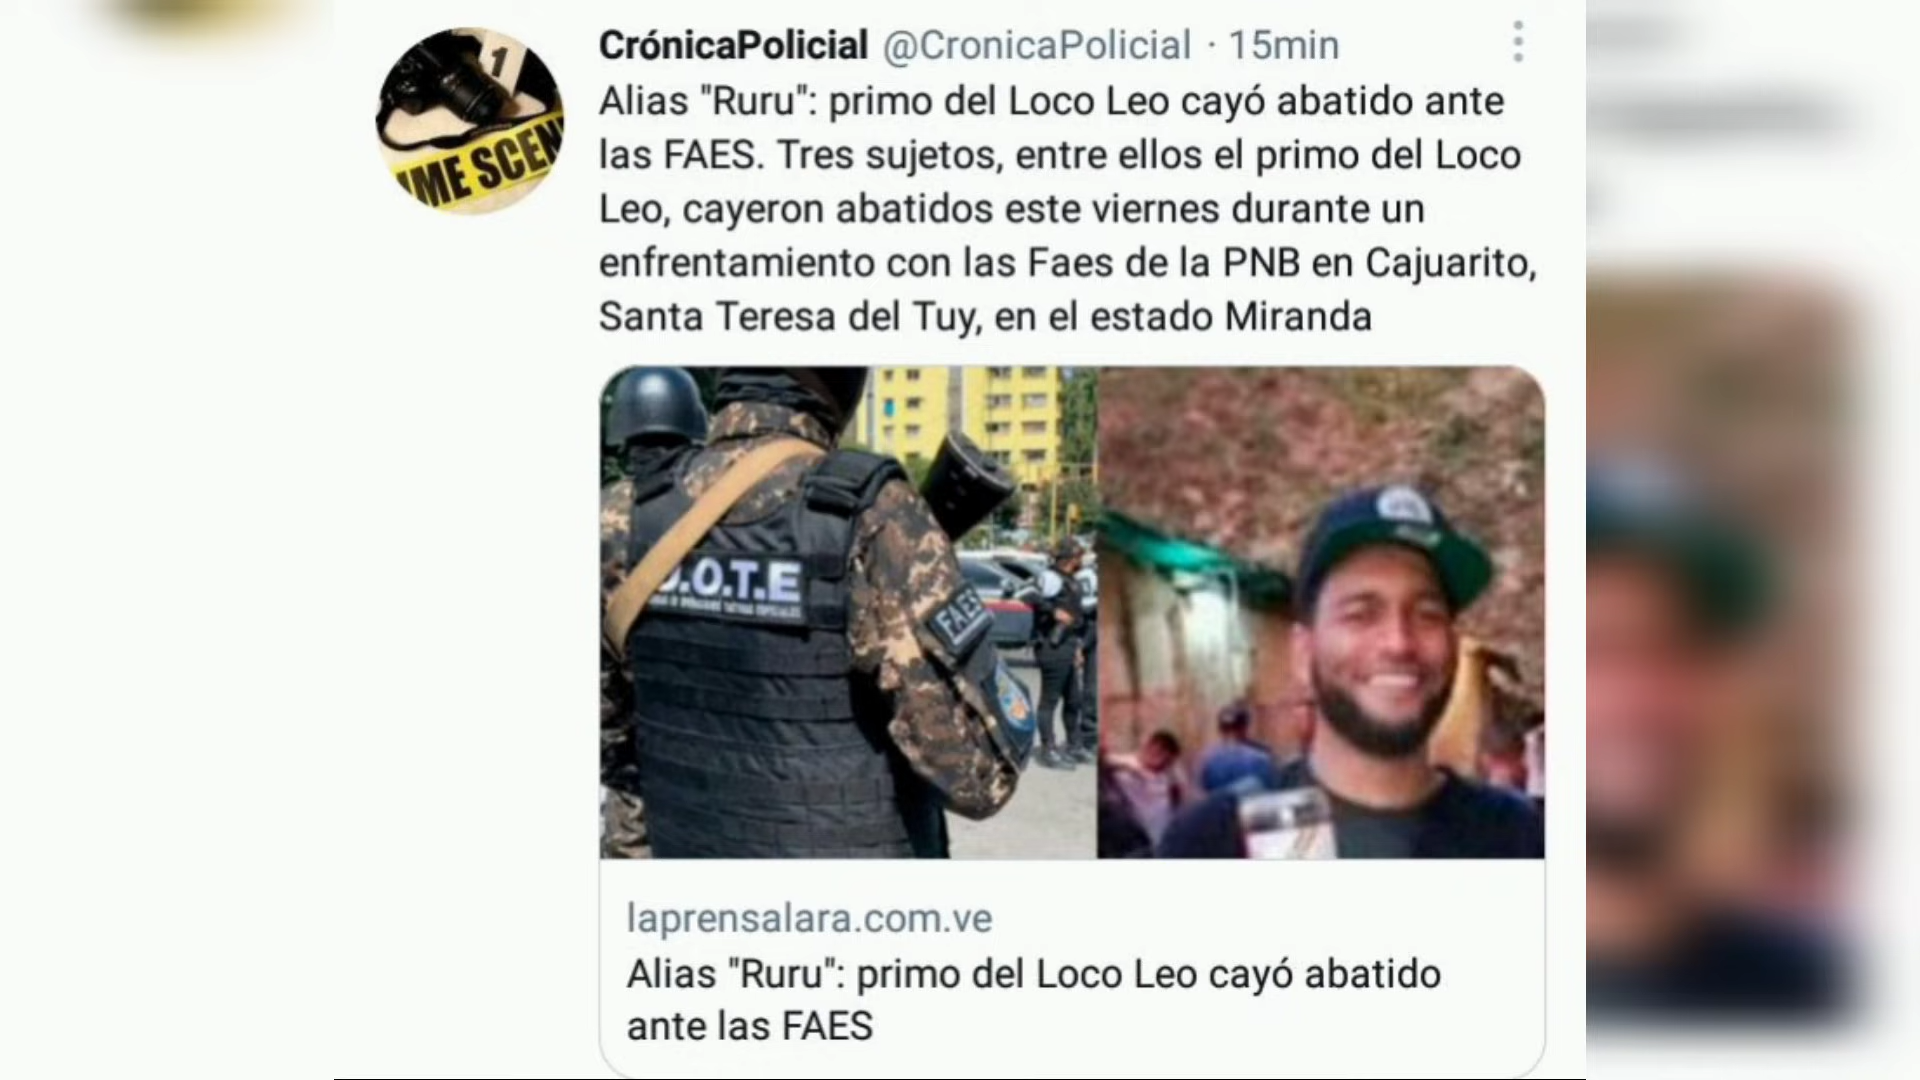 CrónicaPolicial @CronicaPolicial · 15min
Alias "Ruru": primo del Loco Leo cayó abatido ante
las FAES. Tres sujetos, entre ellos el primo del Loco
Leo, cayeron abatidos este viernes durante un
enfrentamiento con las Faes de la PNB en Cajuarito,
Santa Teresa del Tuy, en el estado Miranda
1
ME SCEN
.O.T.E
FAES
laprensalara.com.ve
Alias "Ruru": primo del Loco Leo cayó abatido
ante las FAES